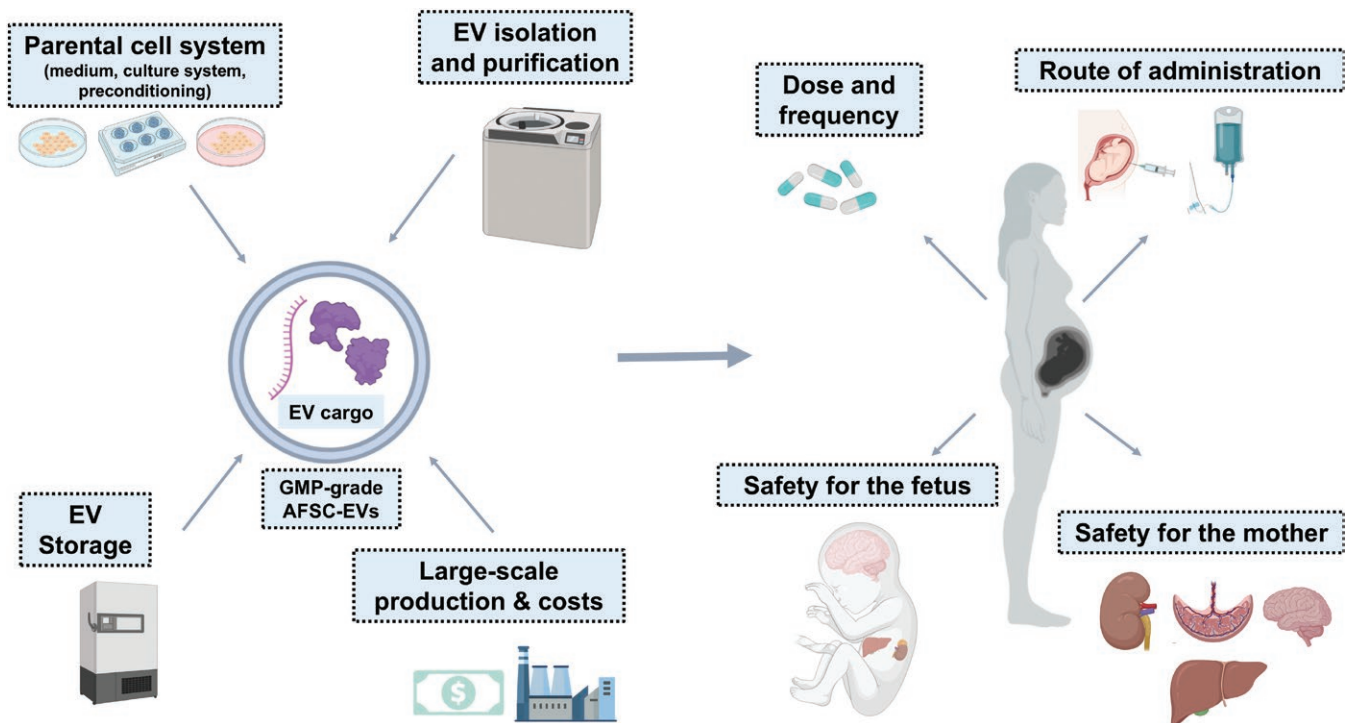 Parental cell system
(medium, culture system,
preconditioning)
EV isolation
and purification
Dose and
frequency
Route of administration
EV cargo
GMP-grade
AFSC-EVs
EV
Storage
Large-scale
production & costs
$
Safety for the fetus
Safety for the mother